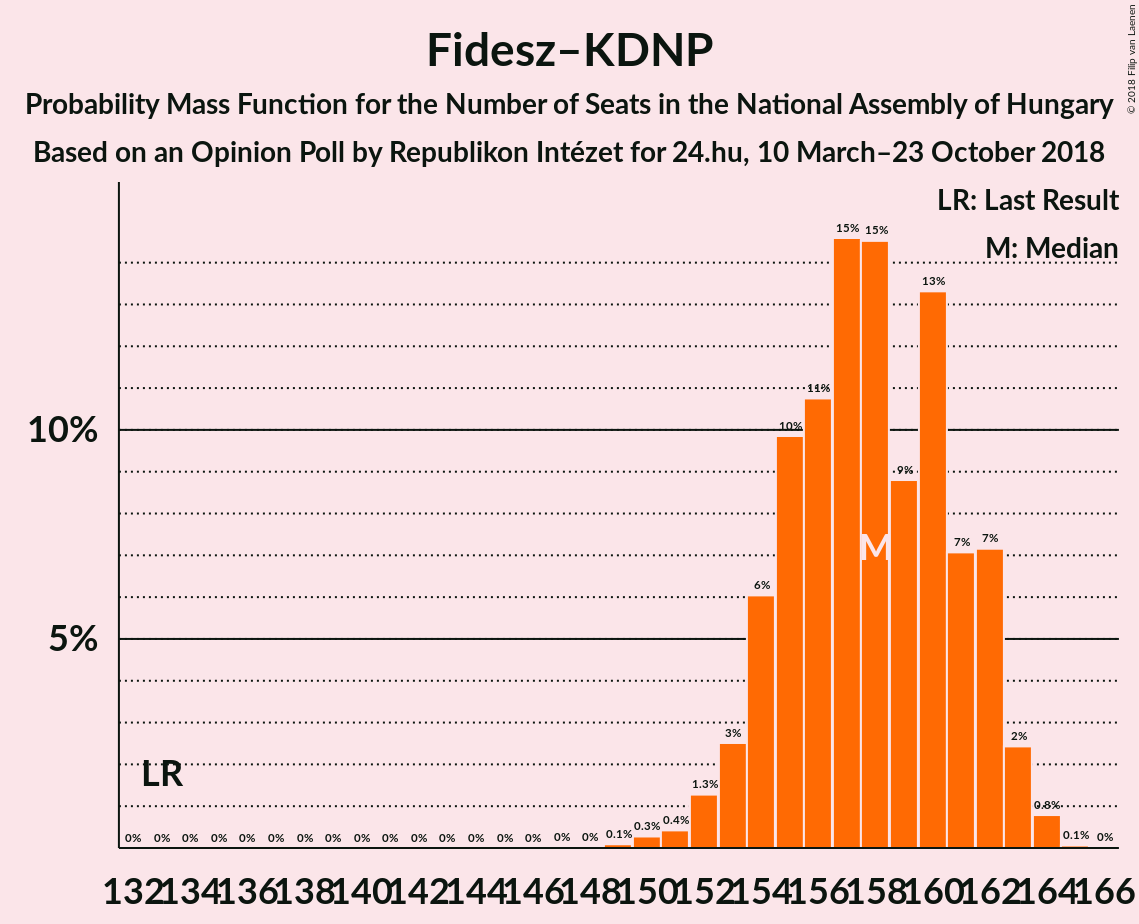 Fidesz–KDNP
Probability Mass Function for the Number of Seats in the National Assembly of Hungary
Based on an Opinion Poll by Republikon Intézet for 24.hu, 10 March–23 October 2018
© 2018 Filip van Laenen
LR: Last Result
M: Median
15% 15%
13%
11%
10%
10%
9%
7% 7%
M
6%
5%
3% 2%
LR
1.3%
0.8%
0% 0% 0% 0% 0% 0% 0% 0% 0% 0% 0% 0% 0% 0% 0% 0% 0% 0.1% 0.3% 0.4% 0.1% 0%
132 134 136 138 140 142 144 146 148 150 152 154 156 158 160 162 164 166